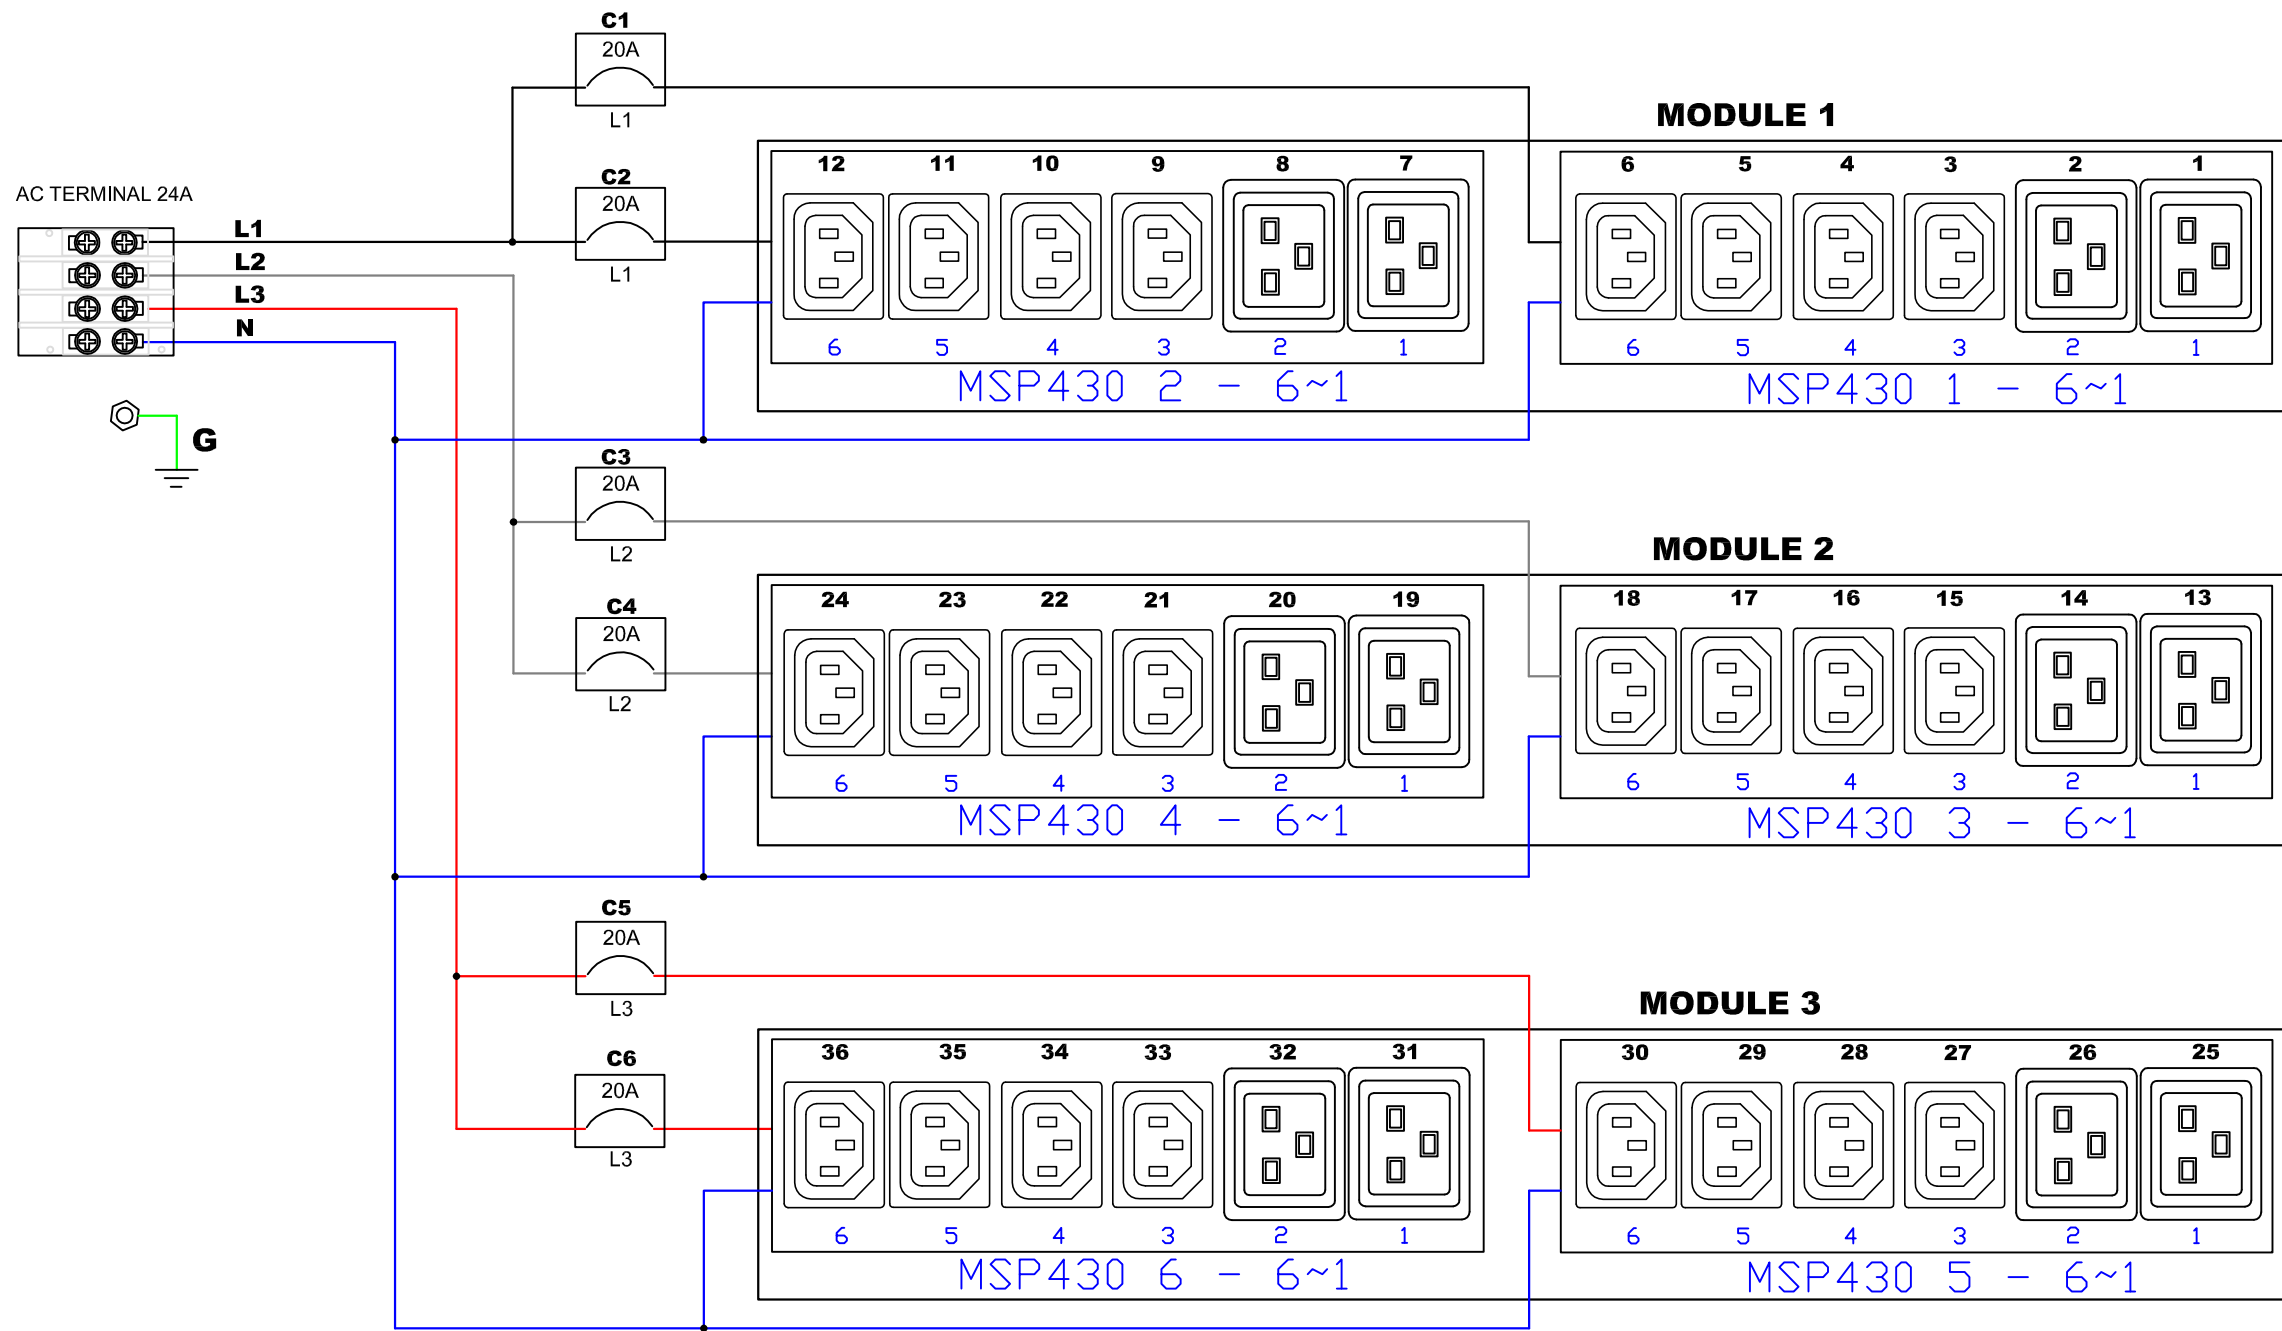 C1
20A
L1
MODULE 1
C2
20A
L1
12 11 10 9 8 7
6 5 4 3 2 1
AC TERMINAL 24A
L1
L2
L3
N
G
6 5 4 3 2 1
6 5 4 3 2 1
MSP430 2 - 6~1
MSP430 1 - 6~1
C3
20A
L2
MODULE 2
C4
20A
L2
24 23 22 21 20 19
18 17 16 15 14 13
6 5 4 3 2 1
6 5 4 3 2 1
MSP430 4 - 6~1
MSP430 3 - 6~1
C5
20A
L3
MODULE 3
C6
20A
L3
36 35 34 33 32 31
30 29 28 27 26 25
6 5 4 3 2 1
6 5 4 3 2 1
MSP430 6 - 6~1
MSP430 5 - 6~1